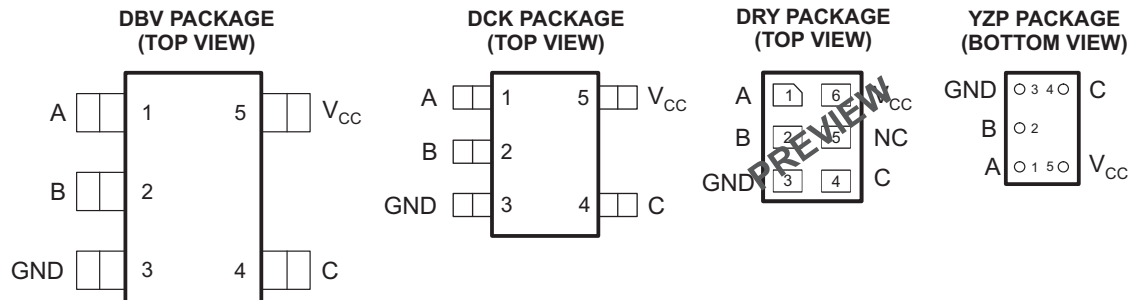 DBV PACKAGE
(TOP VIEW)
A
1
5
VCC
B
2
GND
3
4
C
DCK PACKAGE
(TOP VIEW)
A
1
5
VCC
B
2
GND
3
4
C
DRY PACKAGE
(TOP VIEW)
A
1
6
VCC
B
2
5
NC
GND
3
4
C
PREVIEW
YZP PACKAGE
(BOTTOM VIEW)
GND
3
4
C
B
2
A
1
5
VCC